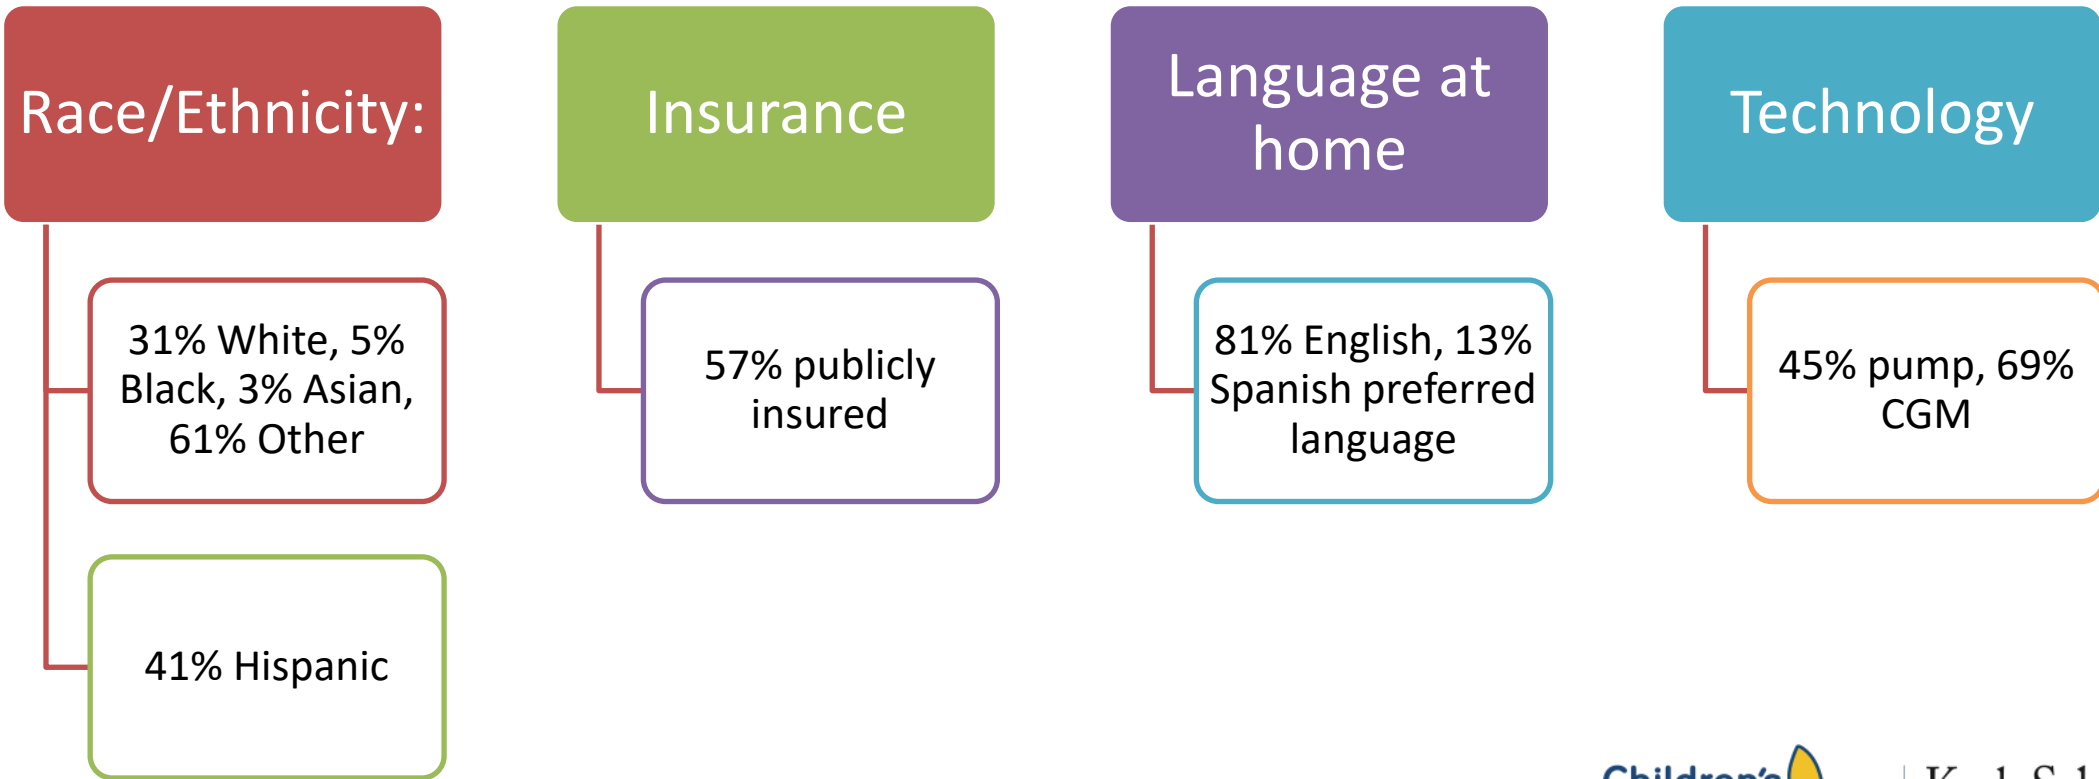 Race/Ethnicity:
31% White, 5%
Black, 3% Asian,
61% Other
41% Hispanic
Insurance
57% publicly
insured
Language at
home
81% English, 13%
Spanish preferred
language
Technology
45% pump, 69%
CGM
Children's